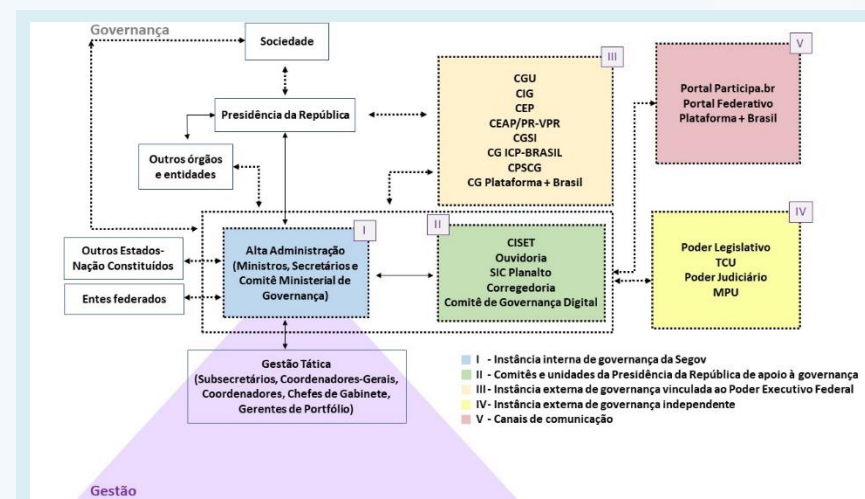 Governança
Sociedade
Presidência da República
Outros órgãos
e entidades
III
CGU
CIG
CEP
CEAP/PR-VPR
CGSI
CG ICP-BRASIL
CPSCG
CG Plataforma + Brasil
V
Portal Participa.br
Portal Federativo
Plataforma + Brasil
Outros Estados-
Nação Constituídos
Entes federados
I
Alta Administração
(Ministros, Secretários e
Comitê Ministerial de
Governança)
II
CISET
Ouvidoria
SIC Planalto
Corregedoria
Comitê de Governança Digital
IV
Poder Legislativo
TCU
Poder Judiciário
MPU
Gestão Tática
(Subsecretários, Coordenadores-Gerais,
Coordenadores, Chefes de Gabinete,
Gerentes de Portfólio)
I - Instância interna de governança da Segov
II - Comitês e unidades da Presidência da República de apoio à governança
III - Instância externa de governança vinculada ao Poder Executivo Federal
IV- Instância externa de governança independente
V - Canais de comunicação
Gestão